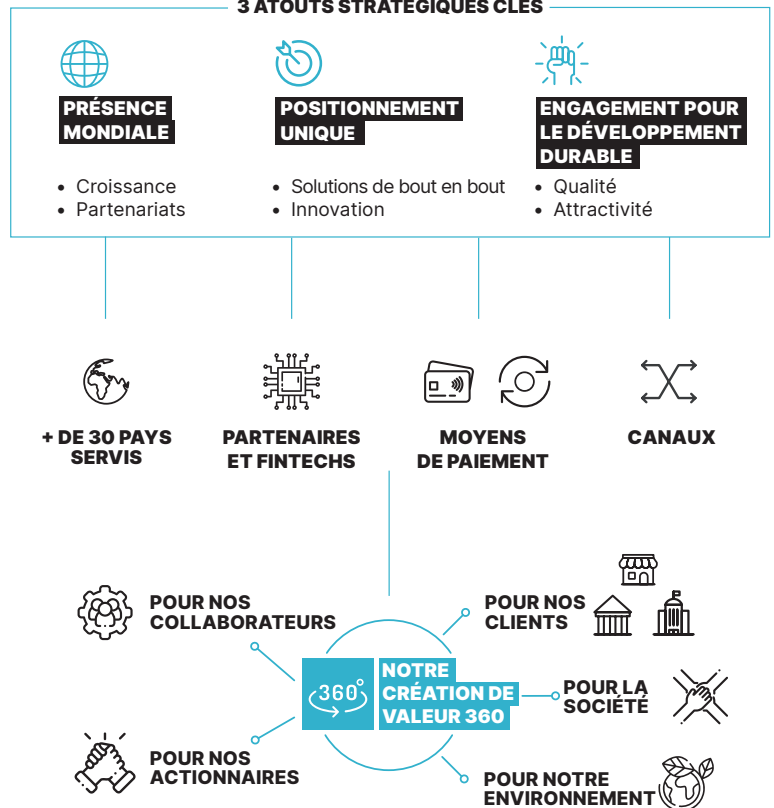 3 ATOUTS STRATÉGIQUES CLÉS
PRÉSENCE
MONDIALE
• Croissance
• Partenariats
POSITIONNEMENT
UNIQUE
• Solutions de bout en bout
• Innovation
ENGAGEMENT POUR
LE DÉVELOPPEMENT
DURABLE
• Qualité
• Attractivité
+ DE 30 PAYS
SERVIS
PARTENAIRES
ET FINTECHS
MOYENS
DE PAIEMENT
CANAUX
POUR NOS
COLLABORATEURS
POUR NOS
CLIENTS
360°
NOTRE
CRÉATION DE
VALEUR 360
POUR LA
SOCIÉTÉ
POUR NOS
ACTIONNAIRES
POUR NOTRE
ENVIRONNEMENT